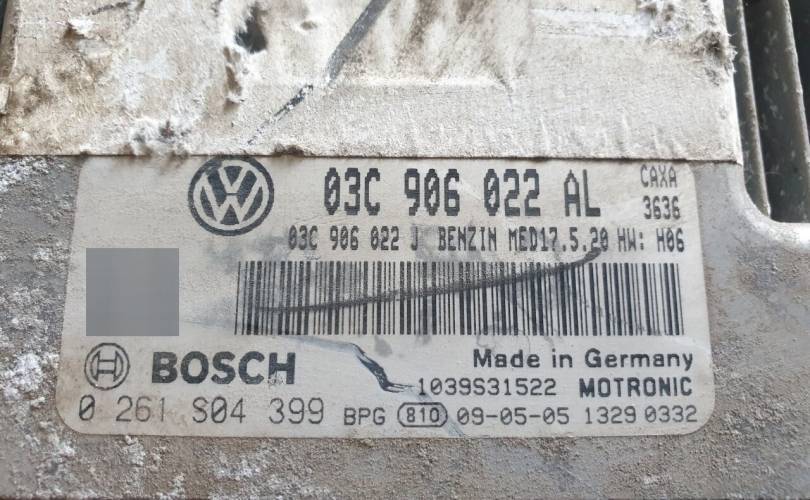 03C 906 022 AL
CAXA
3636
03C 906 022 J BENZIN MED17.5.20 HW: H06
BOSCH
Made in Germany
1039S31522 MOTRONIC
0 261 S04 399 BPG 810 09-05-05 1329 0332